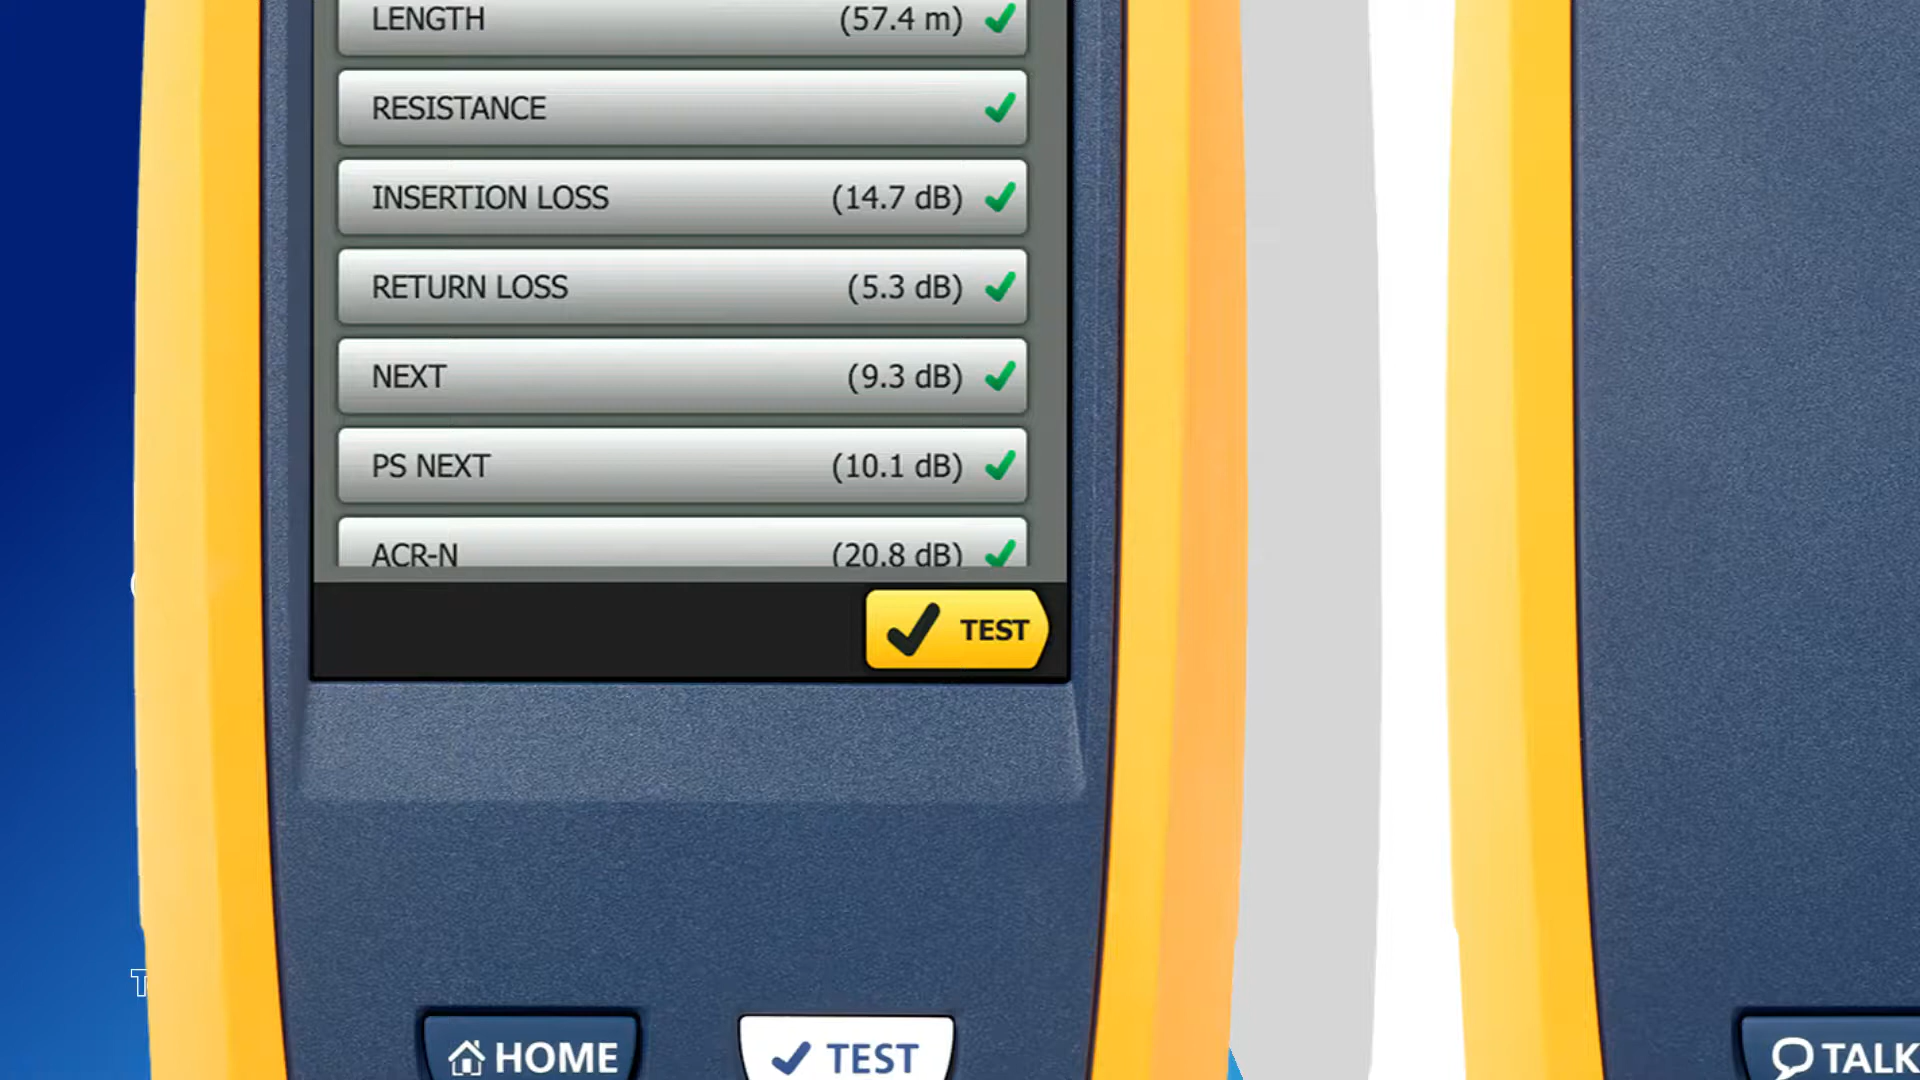 LENGTH (57.4 m)
RESISTANCE
INSERTION LOSS (14.7 dB)
RETURN LOSS (5.3 dB)
NEXT (9.3 dB)
PS NEXT (10.1 dB)
ACR-N (20.8 dB)
TEST
HOME
TEST
TALK